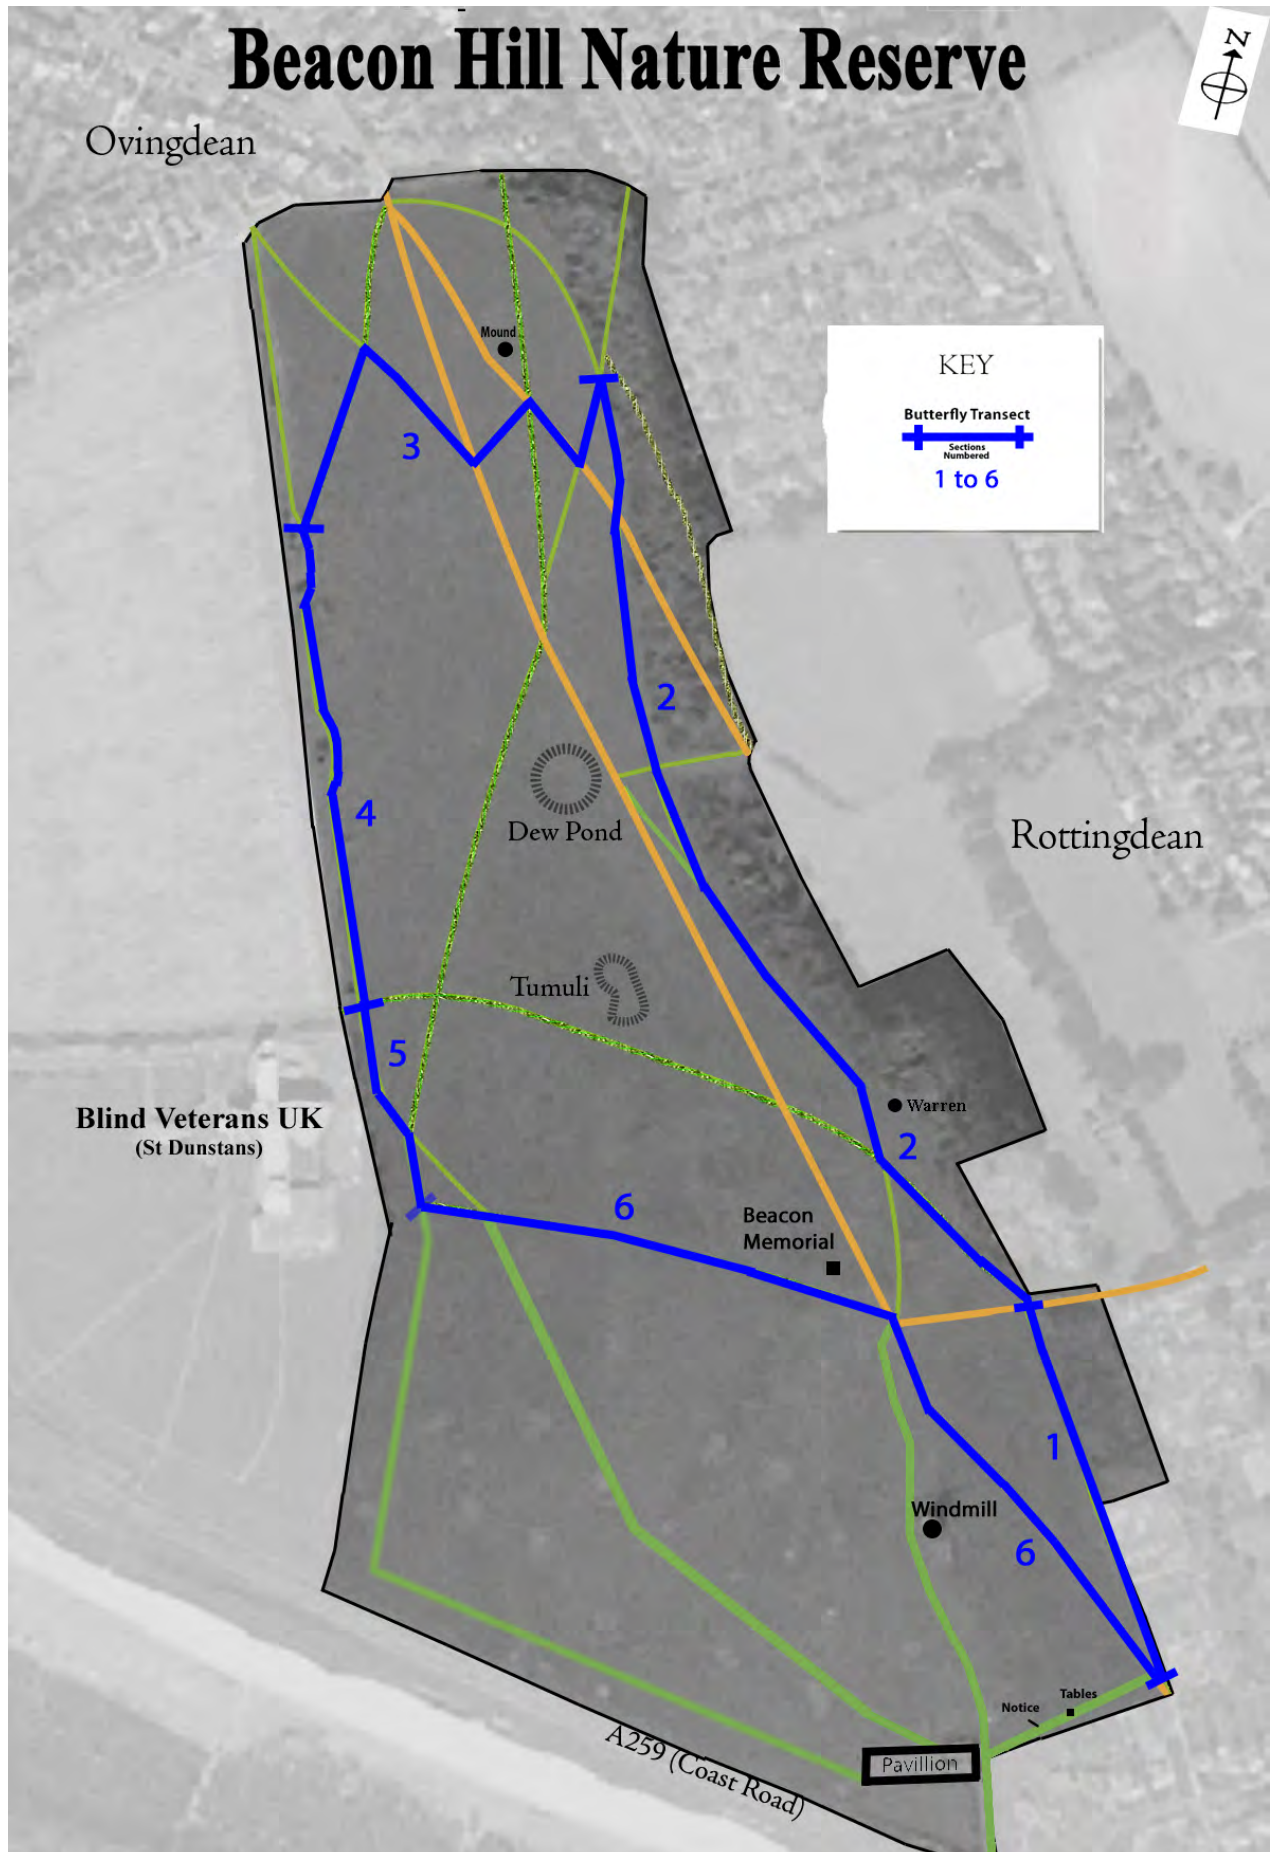 Beacon Hill Nature Reserve
N
Ovingdean
Mound
KEY
Butterfly Transect
Sections
Numbered
1 to 6
3
2
4
Dew Pond
Rottingdean
Tumuli
5
Blind Veterans UK
(St Dunstans)
Warren
2
6
Beacon
Memorial
1
Windmill
6
Tables
Notice
A259 (Coast Road)
Pavillion